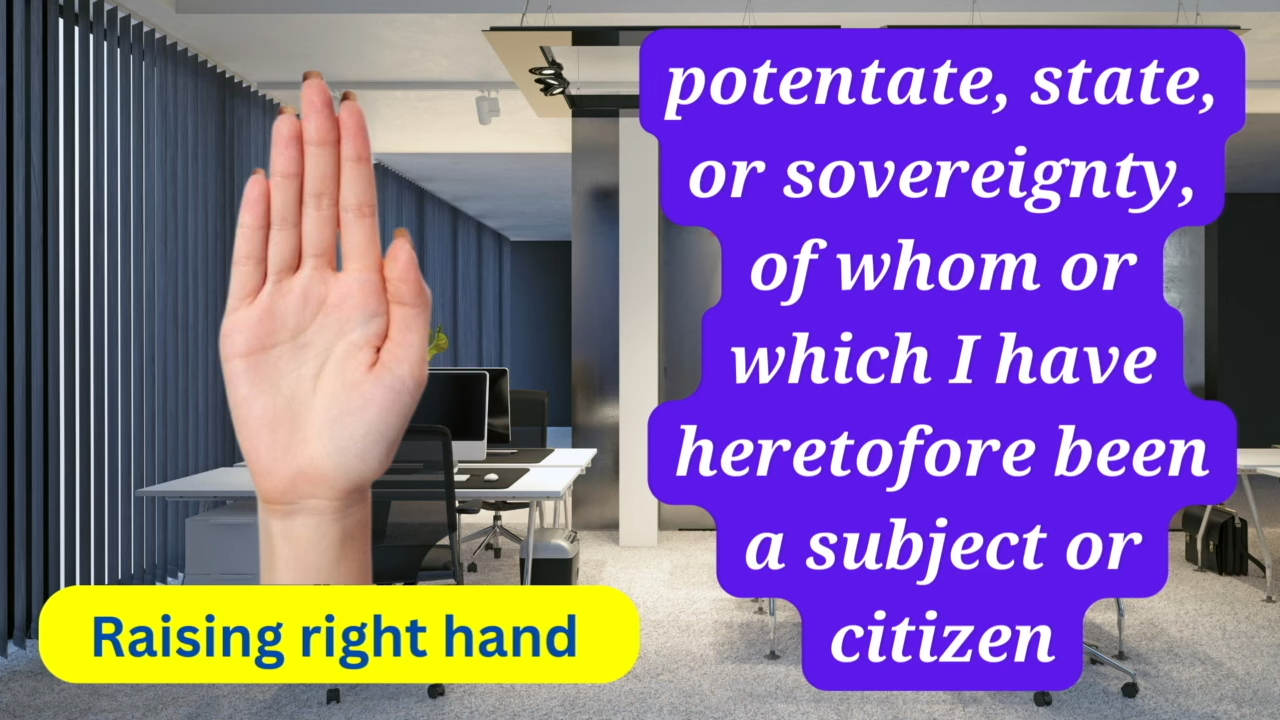 potentate, state,
or sovereignty,
of whom or
which I have
heretofore been
a subject or
citizen
Raising right hand